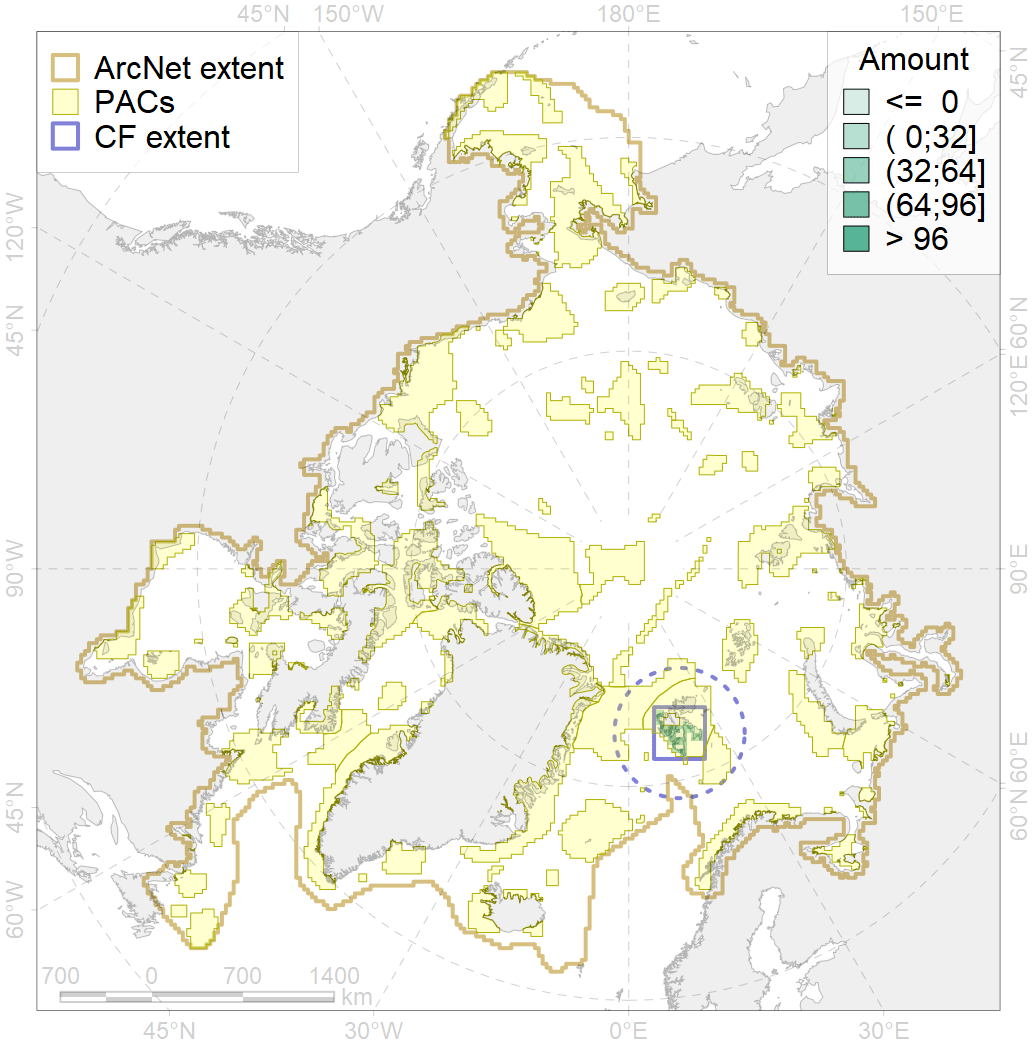 45°N 150°W 180°E 150°E
ArcNet extent
PACs
CF extent
Amount
<= 0
( 0;32]
(32;64]
(64;96]
> 96
45°N
120°W
45°N
60°N
120°E
90°W
90°E
45°N
60°N
60°W
60°E
700 0 700 1400
km
45°N 30°W 0°E 30°E